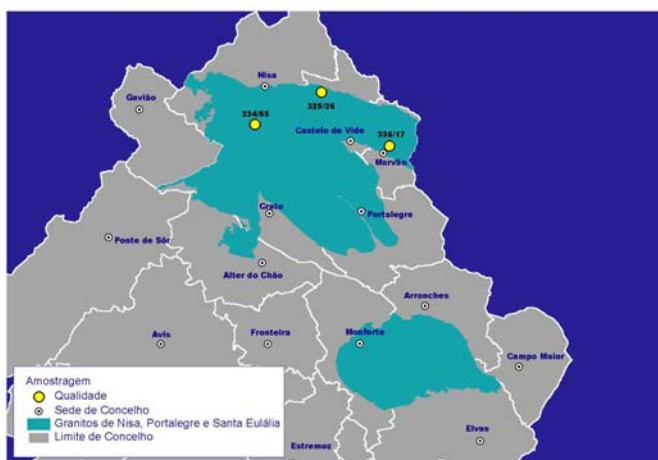 Nisa
Gavião
325/26
334/55
Castelo de Vide
336/17
Marvão
Crato
Portalegre
Ponte de Sôr
Alter do Chão
Arronches
Avis
Fronteira
Monforte
Campo Maior
Amostragem
Qualidade
Sede de Concelho
Granitos de Nisa, Portalegre e Santa Eulália
Limite de Concelho
Elvas
Estremoz